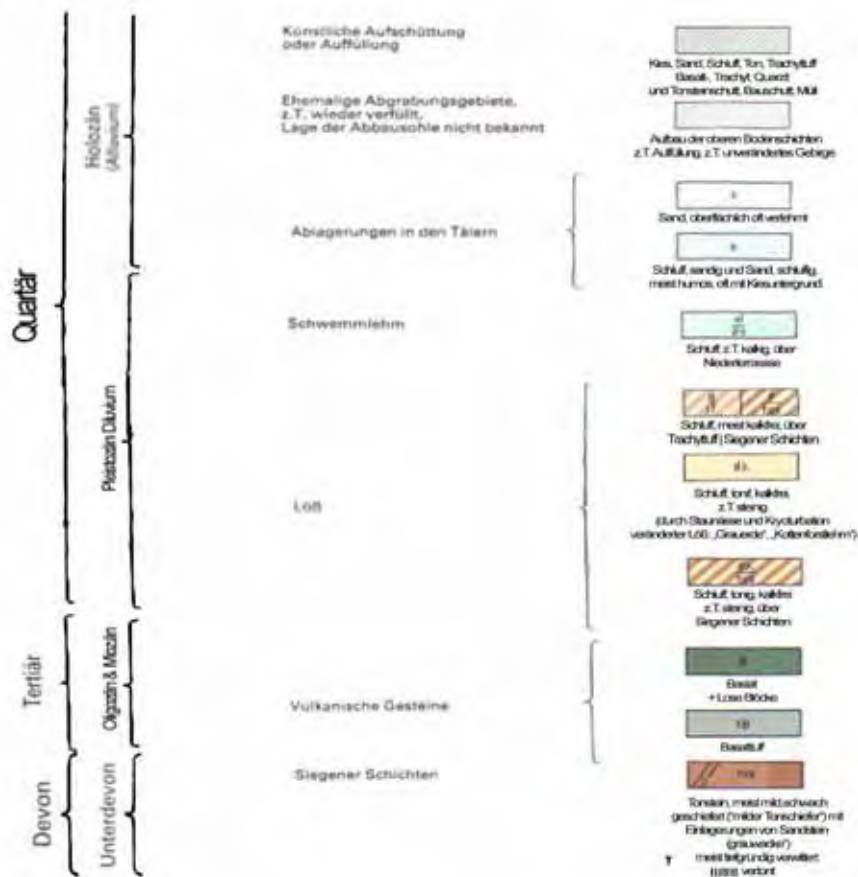 Quartär
Holozän
(Alluvium)
Künstliche Aufschüttung
oder Auffüllung
Kies, Sand, Schluff, Ton, Trachyttuff
Basalt-, Trachyt, Quarzit
und Tonsteinschutt, Bauschutt, Müll
Ehemalige Abgrabungsgebiete,
z.T. wieder verfüllt,
Lage der Abbausohle nicht bekannt
Aufbau der oberen Bodenschichten
z.T. Auffüllung, z.T. unverändertes Gebirge
Ablagerungen in den Tälern
Sand, oberflächlich oft verlehmt
Schluff, sandig und Sand, schluffig,
meist humos, oft mit Kiesuntergrund
Pleistozän Diluvium
Schwemmlehm
Schluff, z.T. kalkig, über
Niederterrasse
Löß
Schluff, meist kalkfrei, über
Trachyttuff | Siegener Schichten
Schluff, tonif, kalkfrei,
z.T. steinig
(durch Staunässe und Kryoturbation
veränderter Löß: „Grauerde", „Kottenforstlehm")
Schluff, tonig, kalkfrei
z.T. steinig, über
Siegener Schichten
Tertiär
Oligozän & Miozän
Vulkanische Gesteine
Basalt
+ Lose Blöcke
Basalttuff
Devon
Unterdevon
Siegener Schichten
Tonstein, meist mild, schwach
geschiefert ("milder Tonschiefer") mit
Einlagerungen von Sandstein
(grauwacke")
meist tiefgründig verwittert
vertont